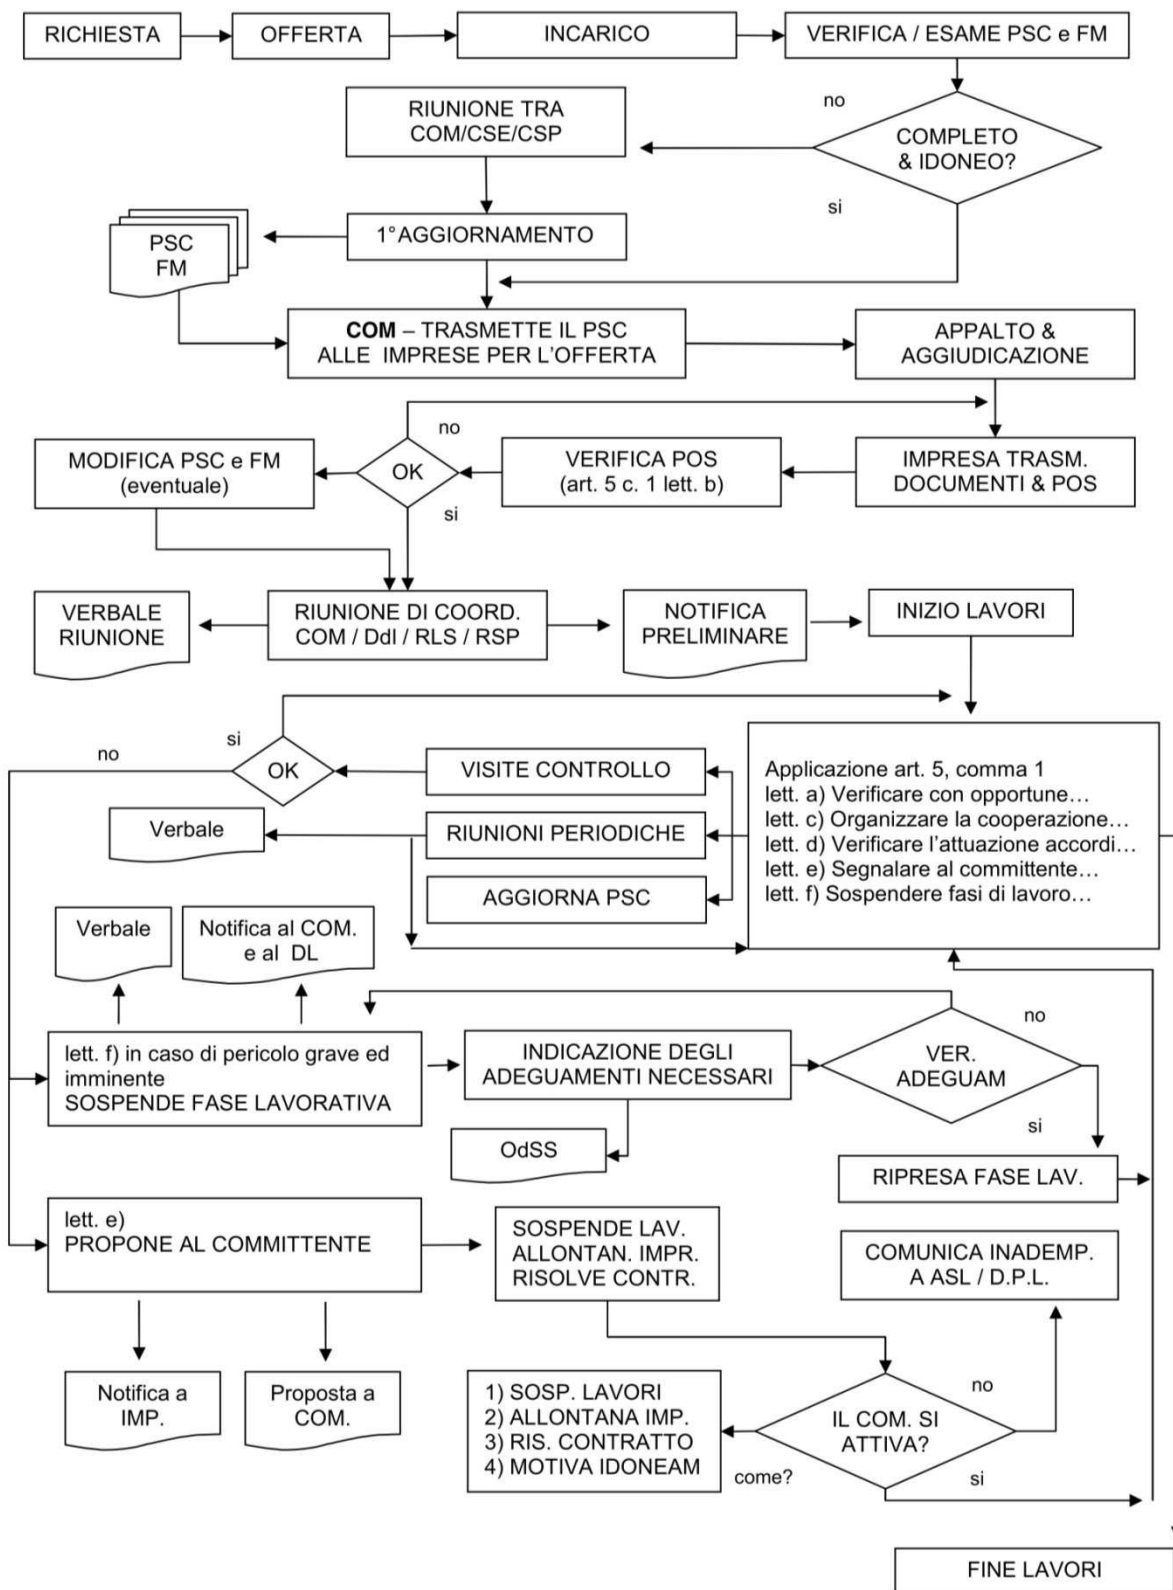 RICHIESTA
OFFERTA
INCARICO
VERIFICA / ESAME PSC e FM
RIUNIONE TRA
COM/CSE/CSP
no
COMPLETO
& IDONEO?
si
1°AGGIORNAMENTO
PSC
FM
COM – TRASMETTE IL PSC
ALLE IMPRESE PER L'OFFERTA
APPALTO &
AGGIUDICAZIONE
no
MODIFICA PSC e FM
(eventuale)
OK
VERIFICA POS
(art. 5 c. 1 lett. b)
IMPRESA TRASM.
DOCUMENTI & POS
si
VERBALE
RIUNIONE
RIUNIONE DI COORD.
COM / Ddl / RLS / RSP
NOTIFICA
PRELIMINARE
INIZIO LAVORI
no
si
OK
VISITE CONTROLLO
Applicazione art. 5, comma 1
lett. a) Verificare con opportune…
lett. c) Organizzare la cooperazione…
lett. d) Verificare l'attuazione accordi…
lett. e) Segnalare al committente…
lett. f) Sospendere fasi di lavoro…
Verbale
RIUNIONI PERIODICHE
AGGIORNA PSC
Verbale
Notifica al COM.
e al DL
lett. f) in caso di pericolo grave ed
imminente
SOSPENDE FASE LAVORATIVA
INDICAZIONE DEGLI
ADEGUAMENTI NECESSARI
no
VER.
ADEGUAM
si
OdSS
RIPRESA FASE LAV.
lett. e)
PROPONE AL COMMITTENTE
SOSPENDE LAV.
ALLONTAN. IMPR.
RISOLVE CONTR.
COMUNICA INADEMP.
A ASL / D.P.L.
Notifica a
IMP.
Proposta a
COM.
1) SOSP. LAVORI
2) ALLONTANA IMP.
3) RIS. CONTRATTO
4) MOTIVA IDONEAM
no
IL COM. SI
ATTIVA?
come?
si
FINE LAVORI